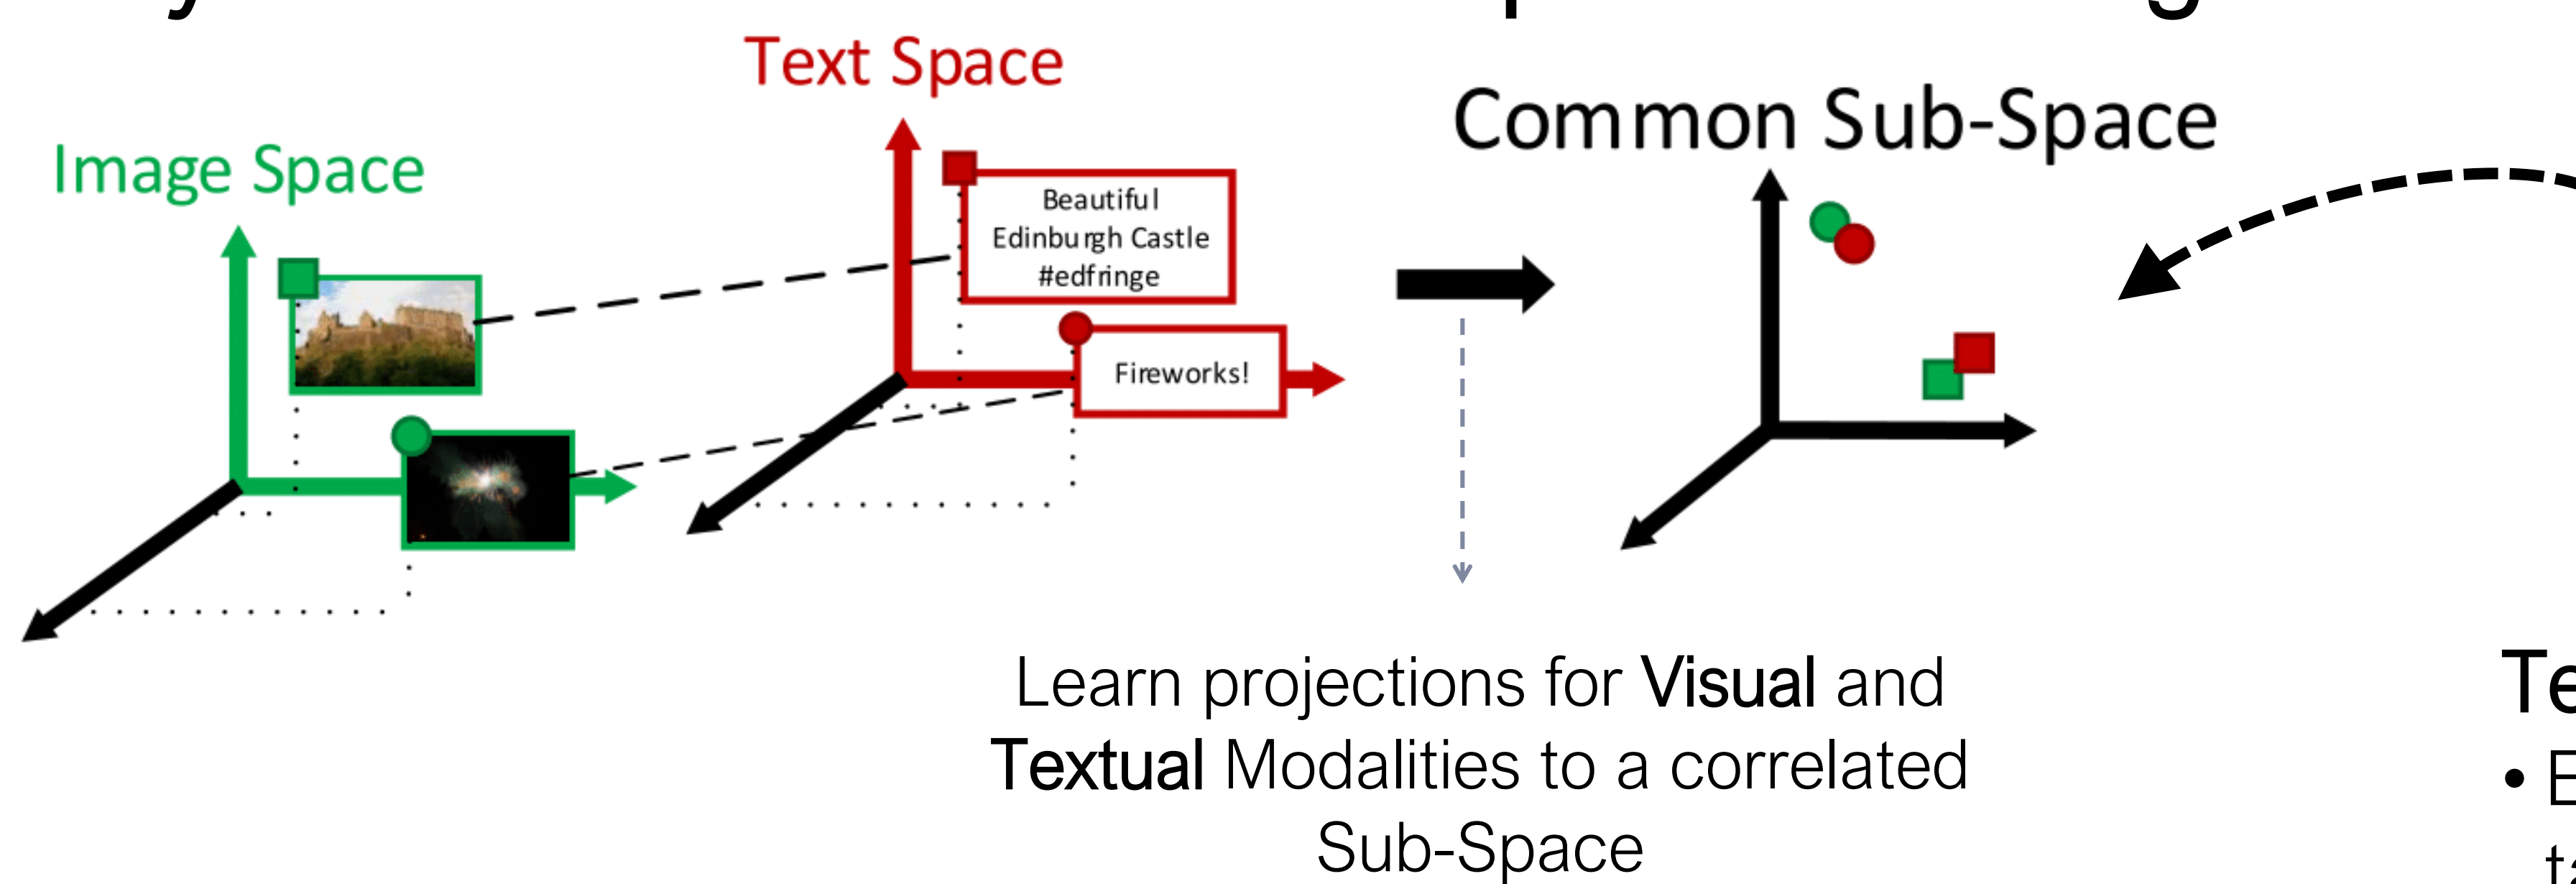 Text Space
Common Sub-Space
Image Space
Beautiful
Edinburgh Castle
#edfringe
Fireworks!
Learn projections for Visual and
Textual Modalities to a correlated
Sub-Space